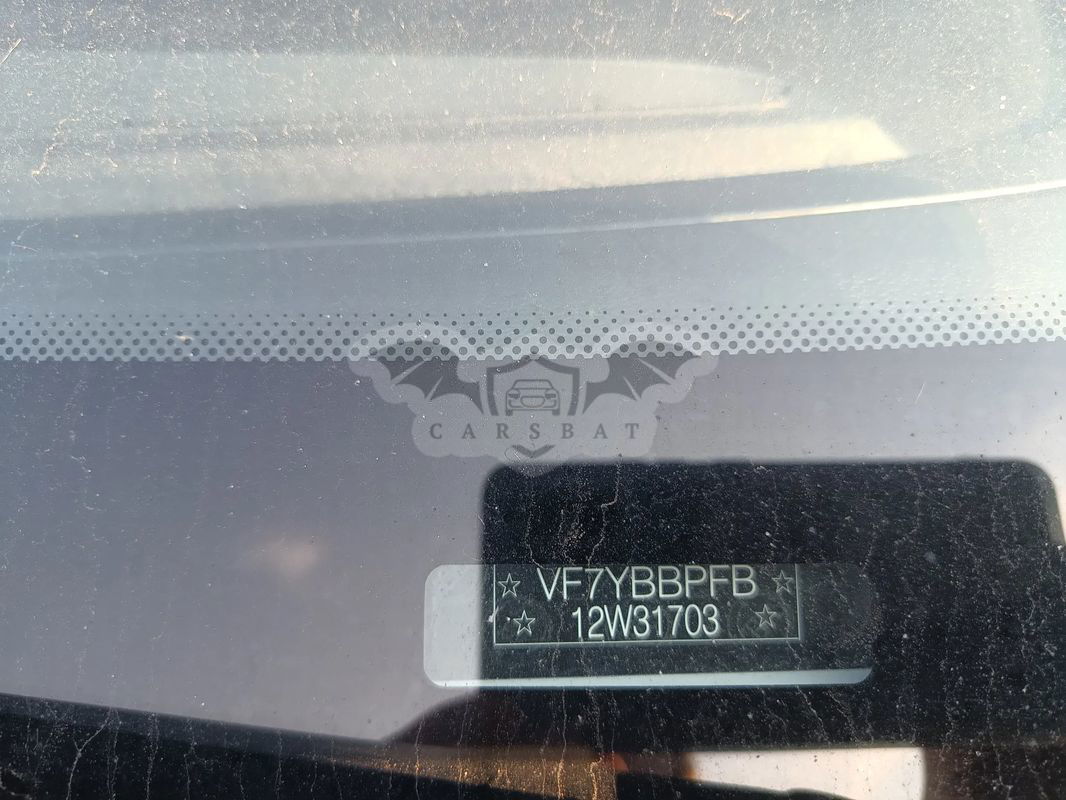 CARSBAT
☆ VF7YBBPFB ☆
☆ 12W31703 ☆